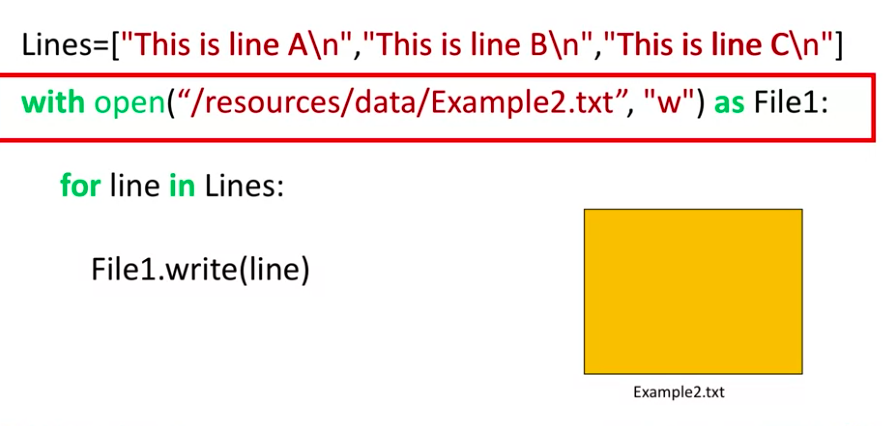 Lines=["This is line A\n","This is line B\n","This is line C\n"]
with open(“/resources/data/Example2.txt”, "w") as File1:
for line in Lines:
File1.write(line)
Example2.txt